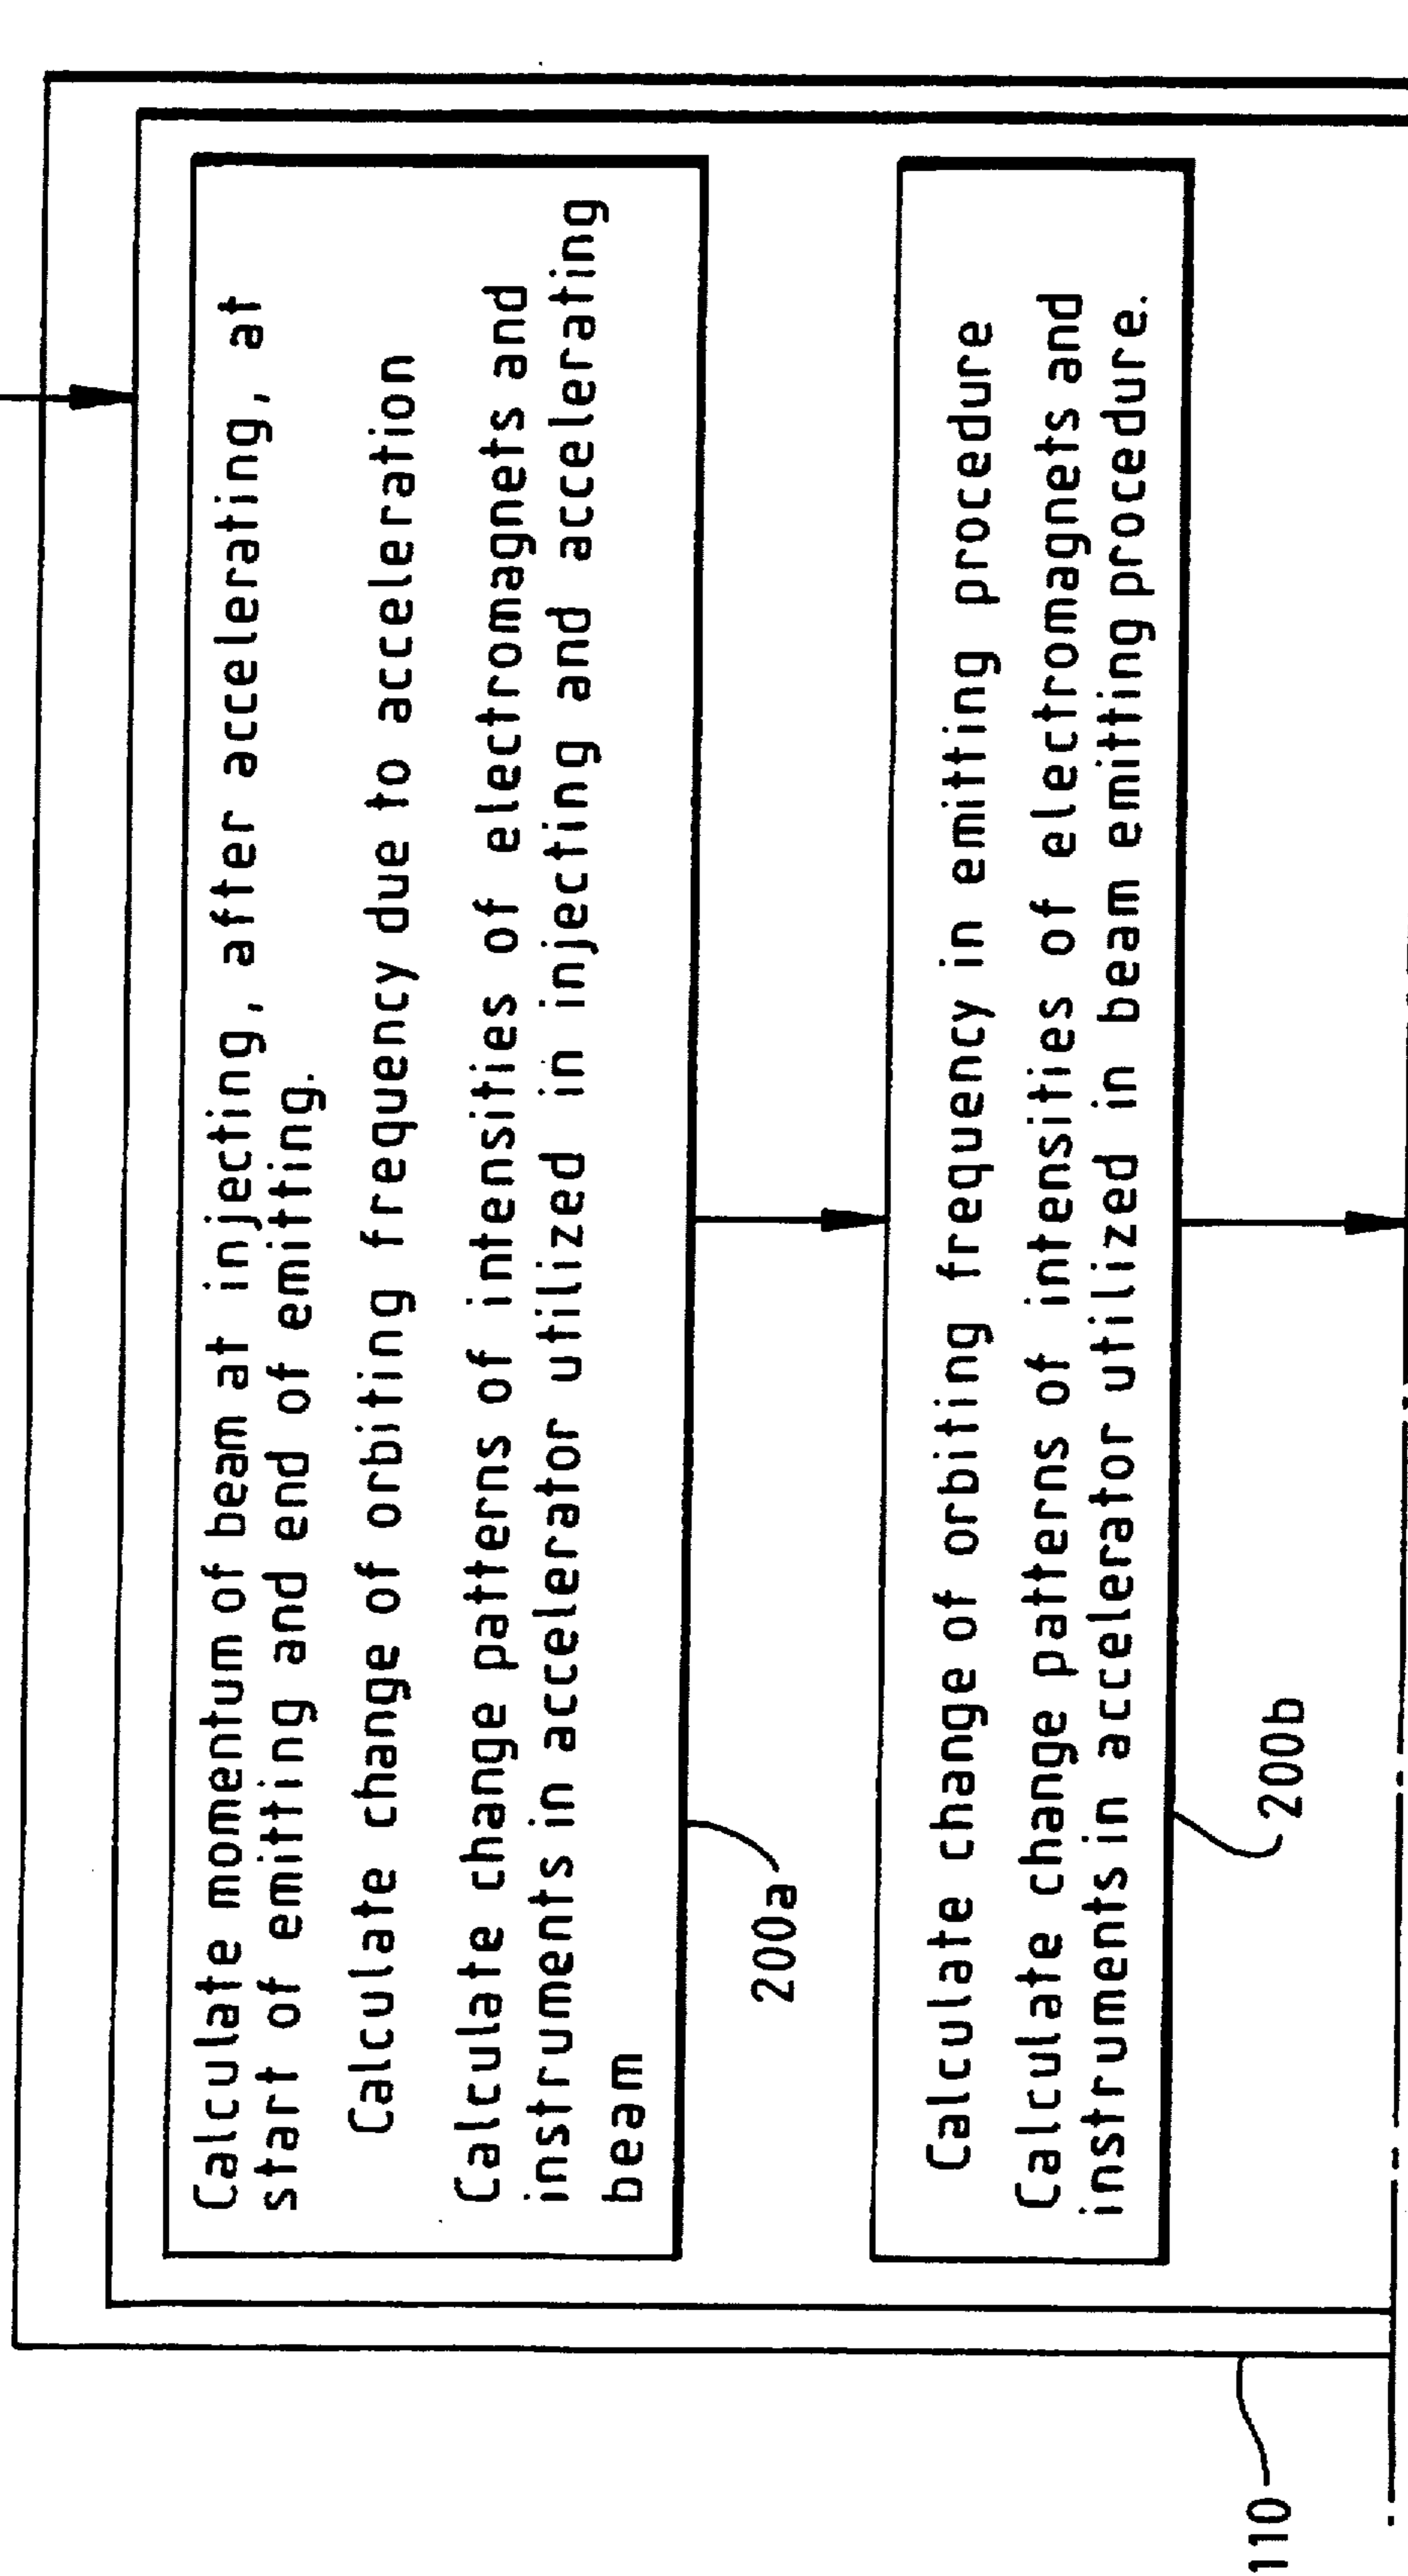 Calculate momentum of beam at injecting, after accelerating, at
start of emitting and end of emitting.
Calculate change of orbiting frequency due to acceleration
Calculate change patterns of intensities of electromagnets and
instruments in accelerator utilized in injecting and accelerating
beam
200a
Calculate change of orbiting frequency in emitting procedure
Calculate change patterns of intensities of electromagnets and
instruments in accelerator utilized in beam emitting procedure.
200b
110